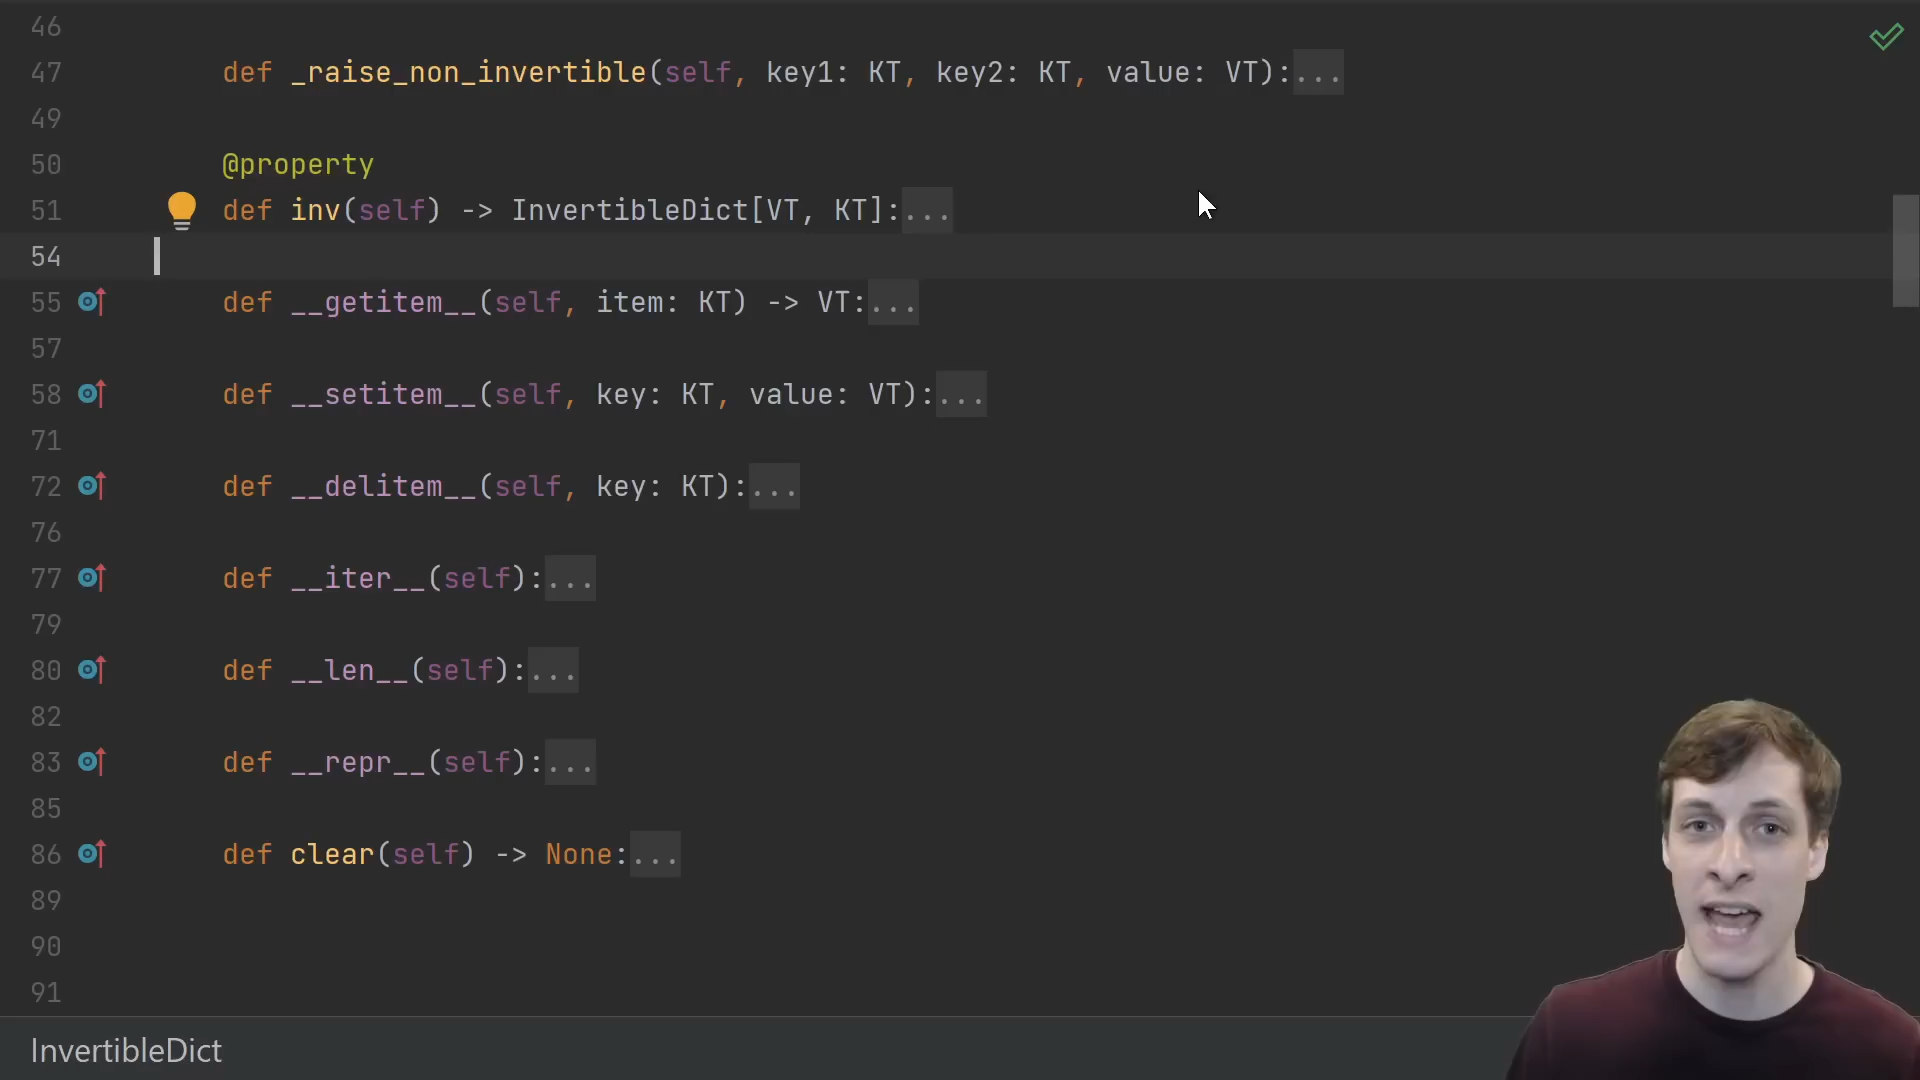 46
47 def _raise_non_invertible(self, key1: KT, key2: KT, value: VT):...
49
50 @property
51 def inv(self) -> InvertibleDict[VT, KT]:...
54
55 def __getitem__(self, item: KT) -> VT:...
57
58 def __setitem__(self, key: KT, value: VT):...
71
72 def __delitem__(self, key: KT):...
76
77 def __iter__(self):...
79
80 def __len__(self):...
82
83 def __repr__(self):...
85
86 def clear(self) -> None:...
89
90
91
InvertibleDict